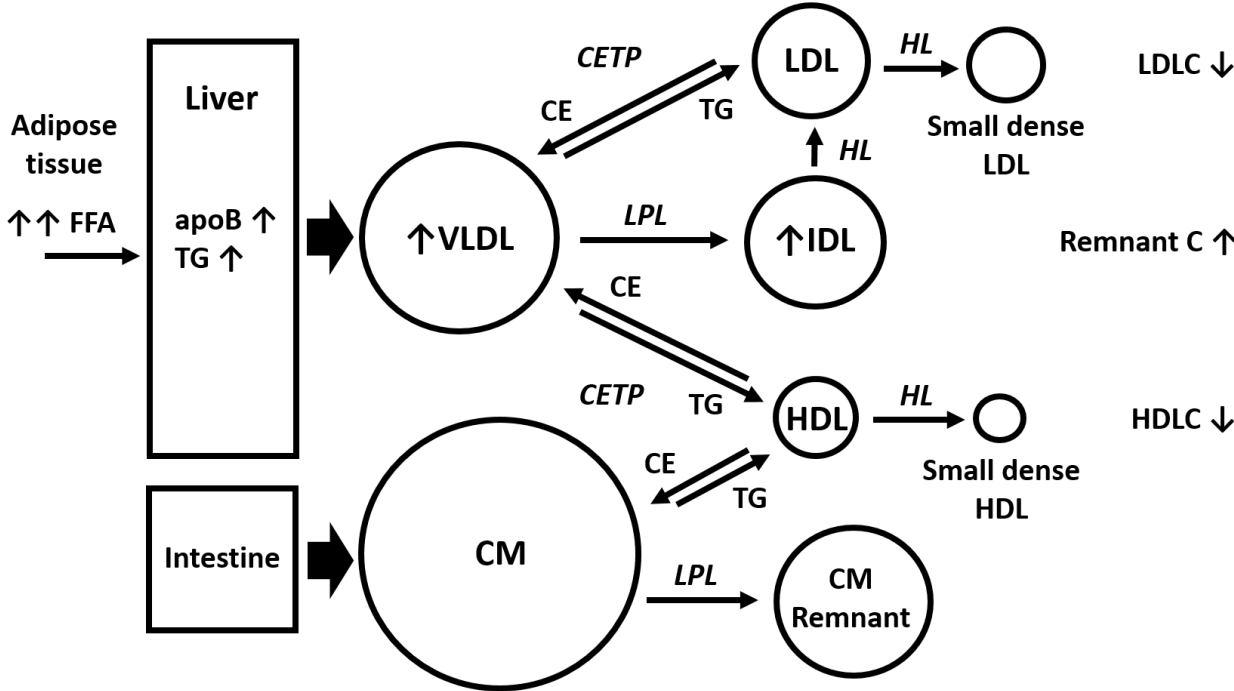 Adipose
tissue
↑↑ FFA
Liver
apoB ↑
TG ↑
Intestine
↑VLDL
CETP
CE
TG
LDL
HL
Small dense
LDL
LDLC ↓
HL
LPL
↑IDL
Remnant C ↑
CE
CETP
TG
HDL
HL
Small dense
HDL
HDLC ↓
CE
TG
CM
LPL
CM
Remnant